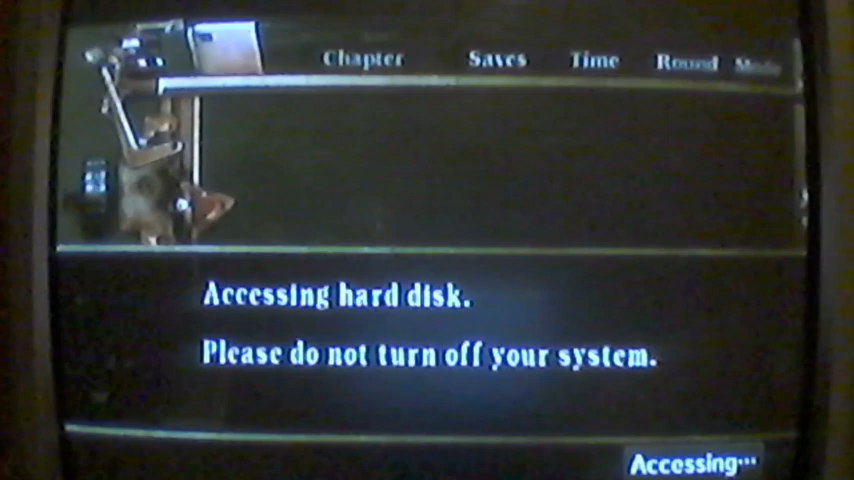 Chapter Saves Time Round Mode
Accessing hard disk.
Please do not turn off your system.
Accessing...